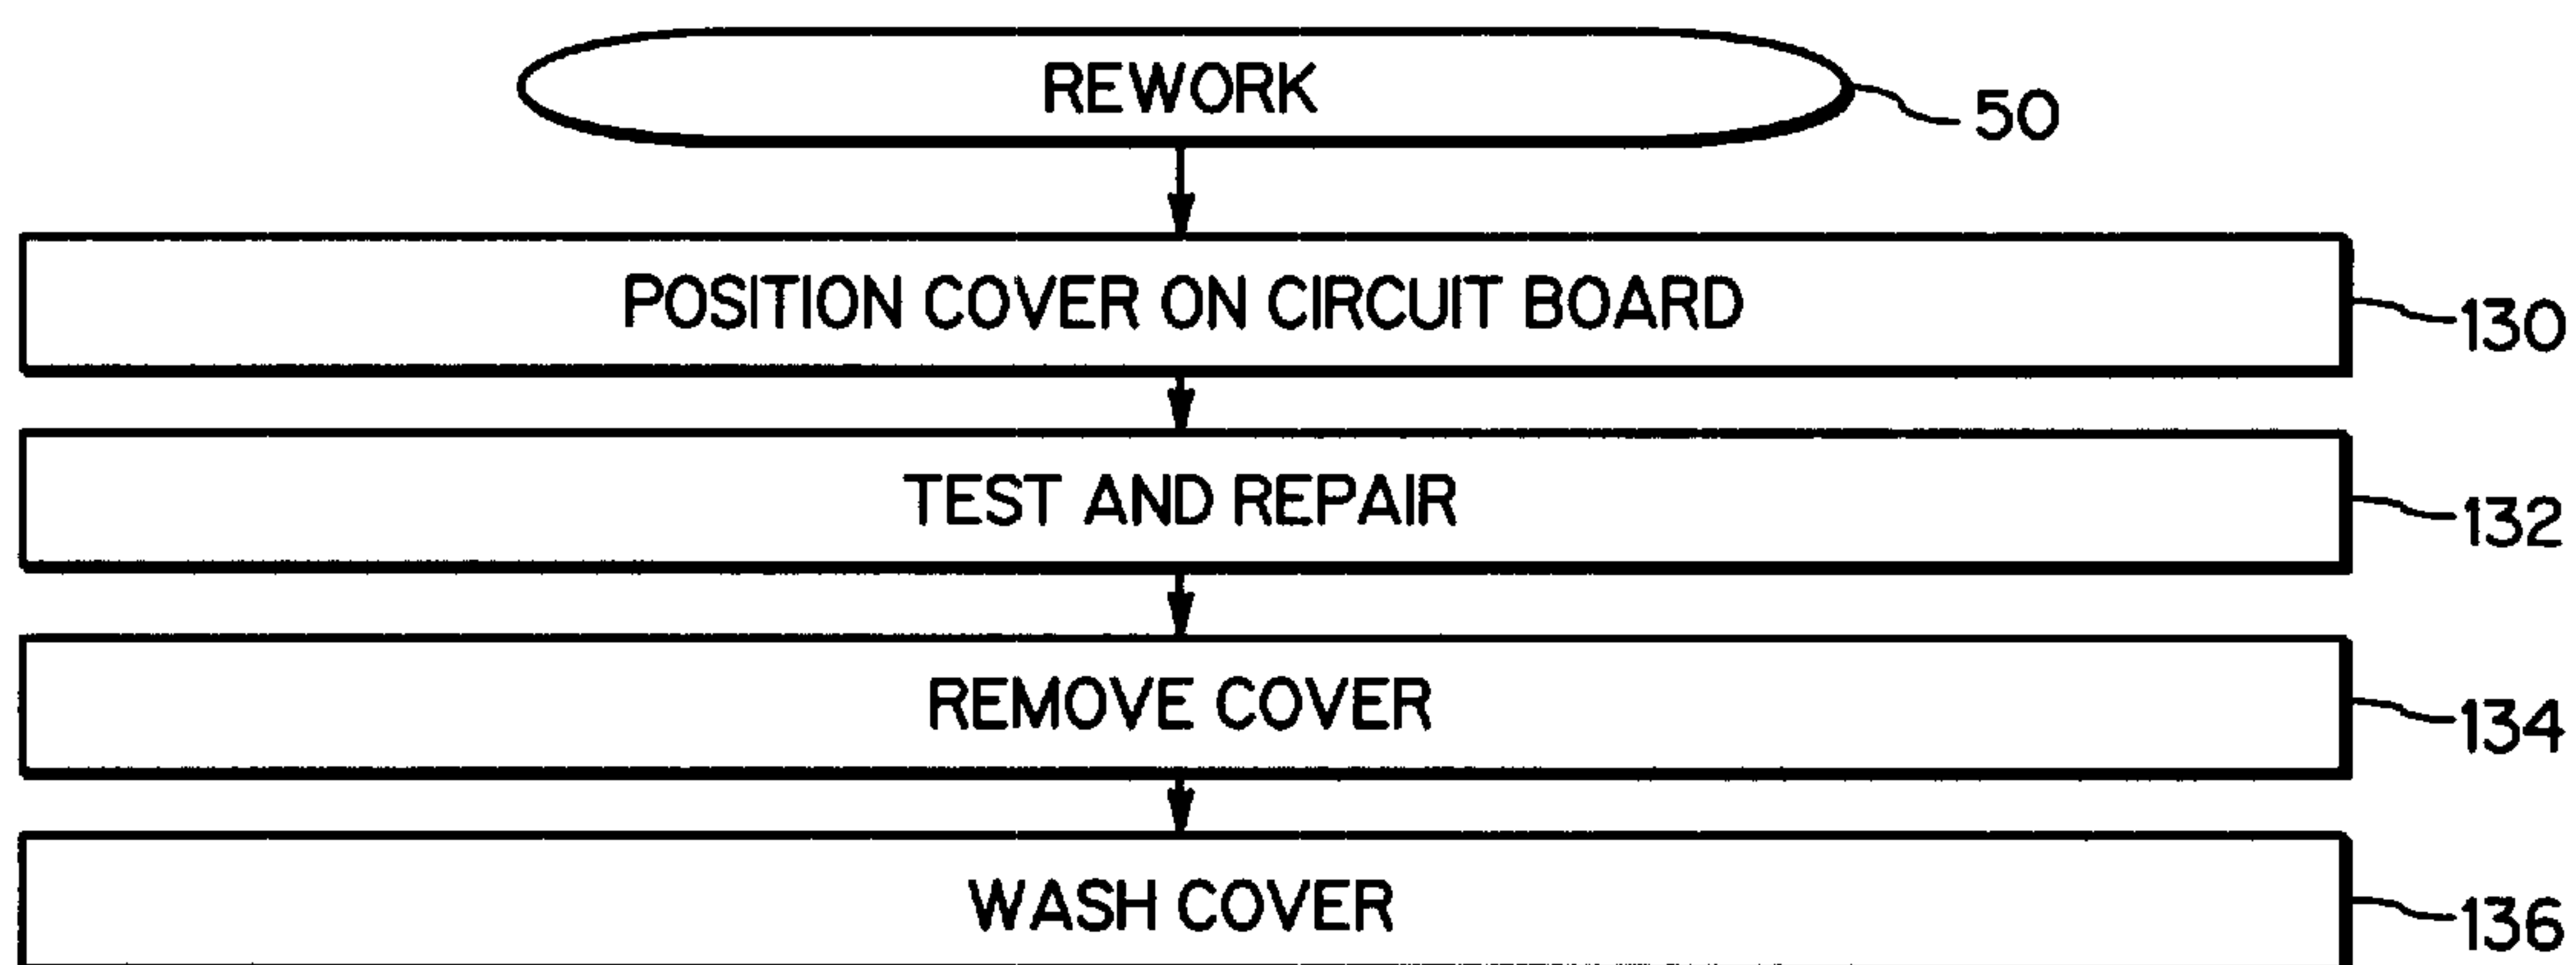 REWORK
50
POSITION COVER ON CIRCUIT BOARD
130
TEST AND REPAIR
132
REMOVE COVER
134
WASH COVER
136